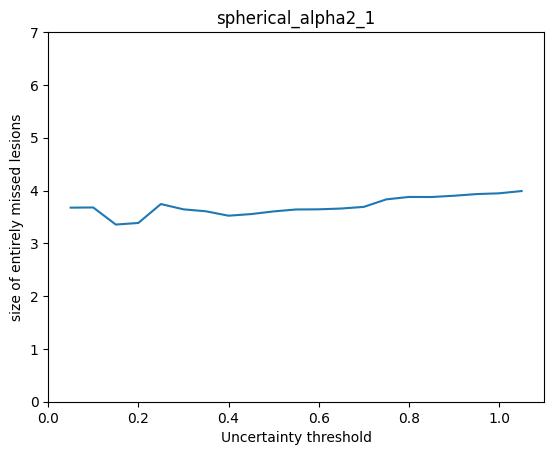 spherical_alpha2_1
7
6
5
4
3
2
1
0
0.0 0.2 0.4 0.6 0.8 1.0
size of entirely missed lesions
Uncertainty threshold